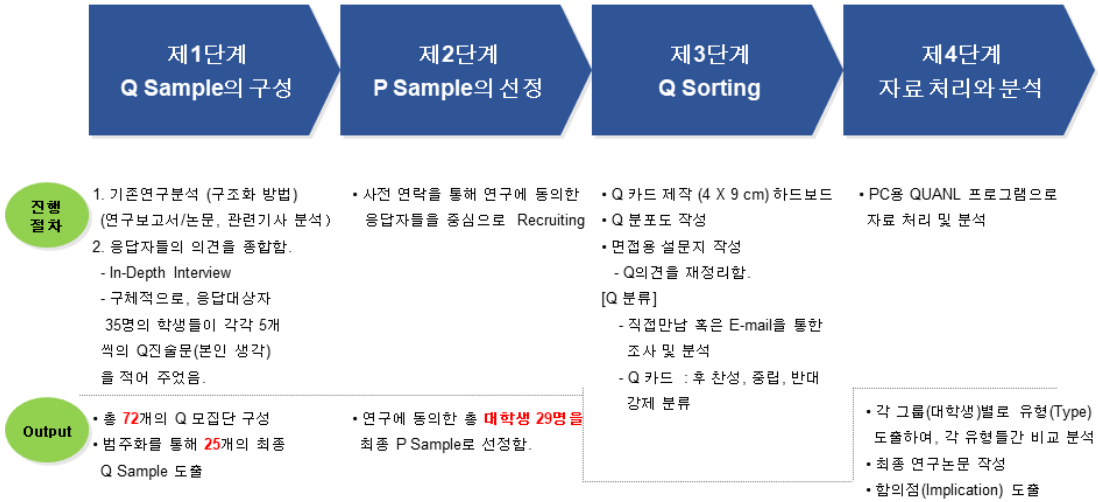 제1단계
Q Sample의 구성
제2단계
P Sample의 선정
제3단계
Q Sorting
제4단계
자료 처리와 분석
진행
절차
1. 기존연구분석 (구조화 방법)
(연구보고서/논문, 관련기사 분석)
2. 응답자들의 의견을 종합함.
- In-Depth Interview
- 구체적으로, 응답대상자
35명의 학생들이 각각 5개
씩의 Q진술문(본인 생각)
을 적어 주었음.
• 사전 연락을 통해 연구에 동의한
응답자들을 중심으로 Recruiting
• Q 카드 제작 (4 X 9 cm) 하드보드
• Q 분포도 작성
• 면접용 설문지 작성
- Q의견을 재정리함.
[Q 분류]
- 직접만남 혹은 E-mail을 통한
조사 및 분석
- Q 카드 : 후 찬성, 중립, 반대
강제 분류
• PC용 QUANL 프로그램으로
자료 처리 및 분석
Output
• 총 72개의 Q 모집단 구성
• 범주화를 통해 25개의 최종
Q Sample 도출
• 연구에 동의한 총 대학생 29명을
최종 P Sample로 선정함.
• 각 그룹(대학생)별로 유형(Type)
도출하여, 각 유형들간 비교 분석
• 최종 연구논문 작성
• 함의점(Implication) 도출